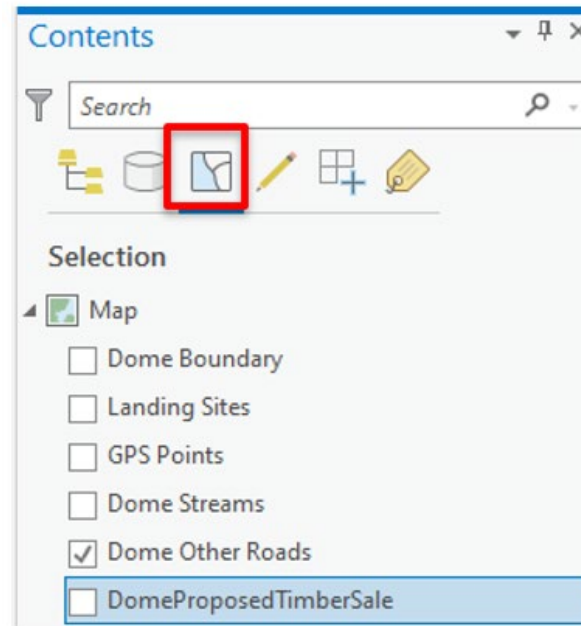 Contents
Search
Selection
Map
Dome Boundary
Landing Sites
GPS Points
Dome Streams
Dome Other Roads
DomeProposedTimberSale